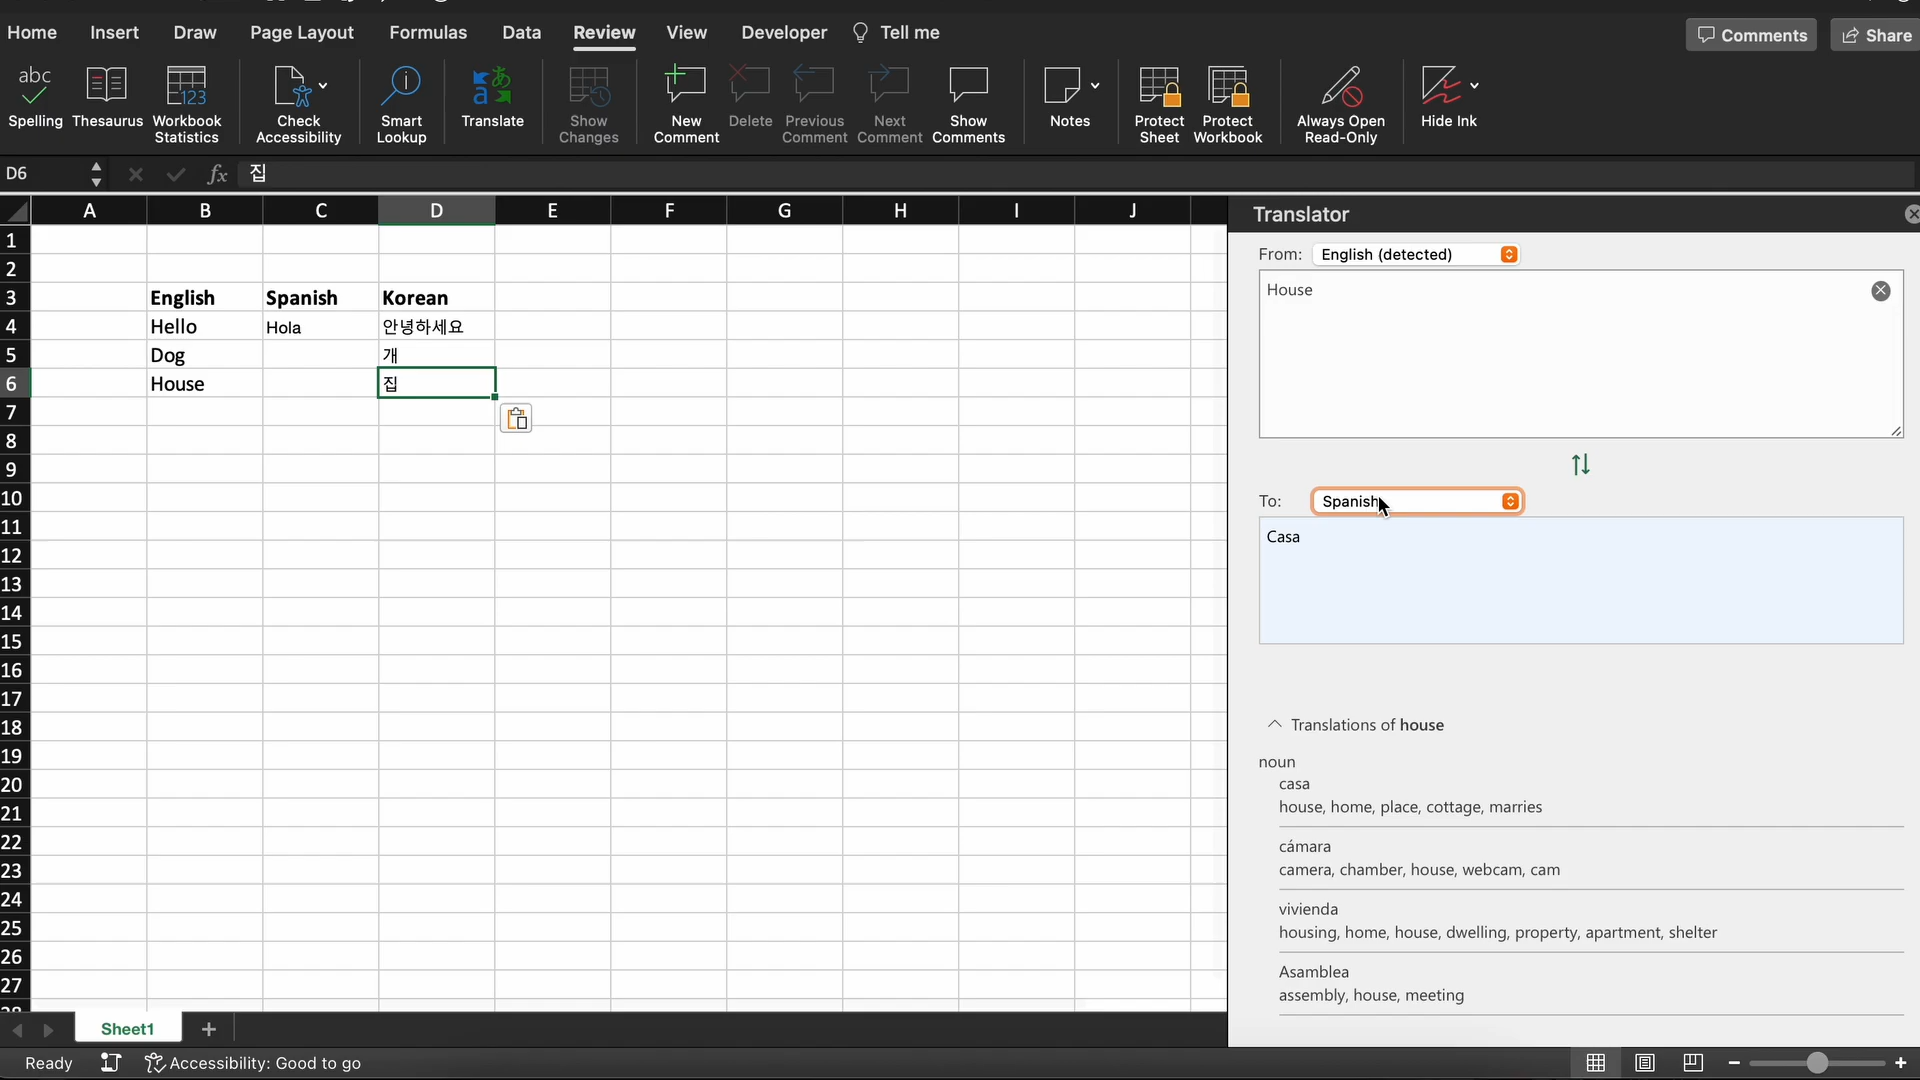 Home Insert Draw Page Layout Formulas Data Review View Developer Tell me Comments Share
abc
123
Spelling Thesaurus Workbook Statistics Check Accessibility Smart Lookup Translate Show Changes New Comment Delete Previous Comment Next Comment Show Comments Notes Protect Sheet Protect Workbook Always Open Read-Only Hide Ink
D6 fx 집
A B C D E F G H I J
1
2
3 English Spanish Korean
4 Hello Hola 안녕하세요
5 Dog 개
6 House 집
7
8
9
10
11
12
13
14
15
16
17
18
19
20
21
22
23
24
25
26
27
Translator
From: English (detected)
House
To: Spanish
Casa
Translations of house
noun
casa
house, home, place, cottage, marries
cámara
camera, chamber, house, webcam, cam
vivienda
housing, home, house, dwelling, property, apartment, shelter
Asamblea
assembly, house, meeting
Sheet1
Ready Accessibility: Good to go